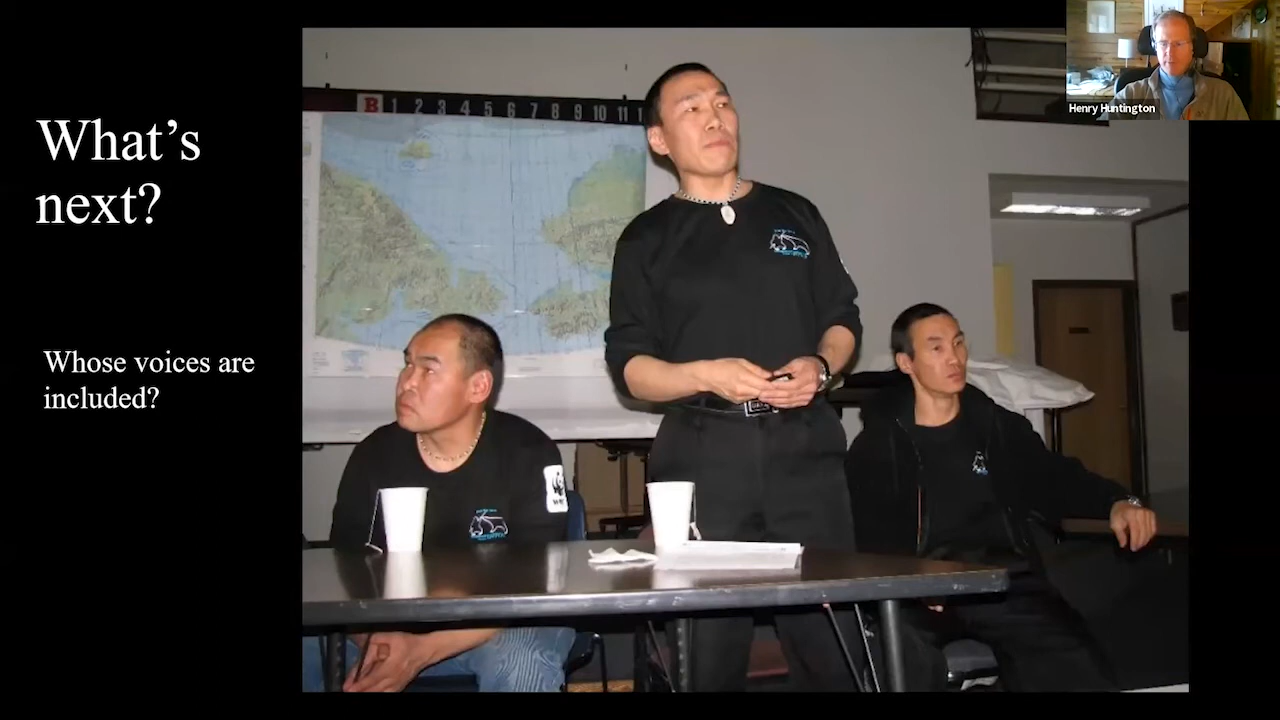 What's
next?
Whose voices are
included?
B 1 2 3 4 5 6 7 8 9 10 11
Henry Huntington